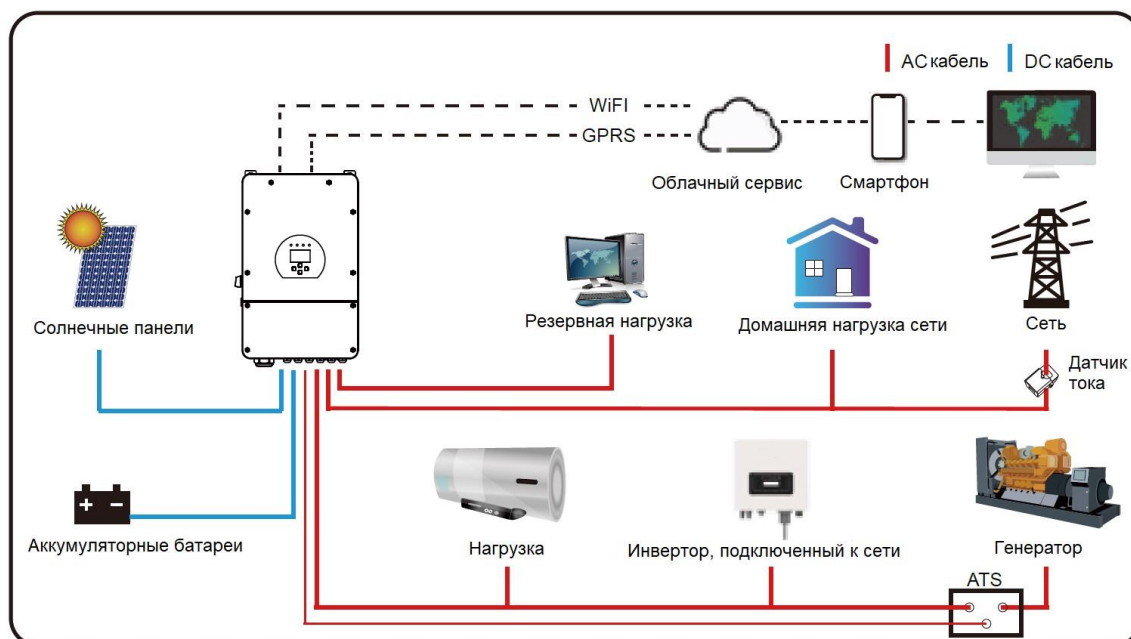 AC кабель
DC кабель
WiFI
GPRS
Облачный сервис
Смартфон
Солнечные панели
Резервная нагрузка
Домашняя нагрузка сети
Сеть
Датчик
тока
Аккумуляторные батареи
Нагрузка
Инвертор, подключенный к сети
Генератор
ATS